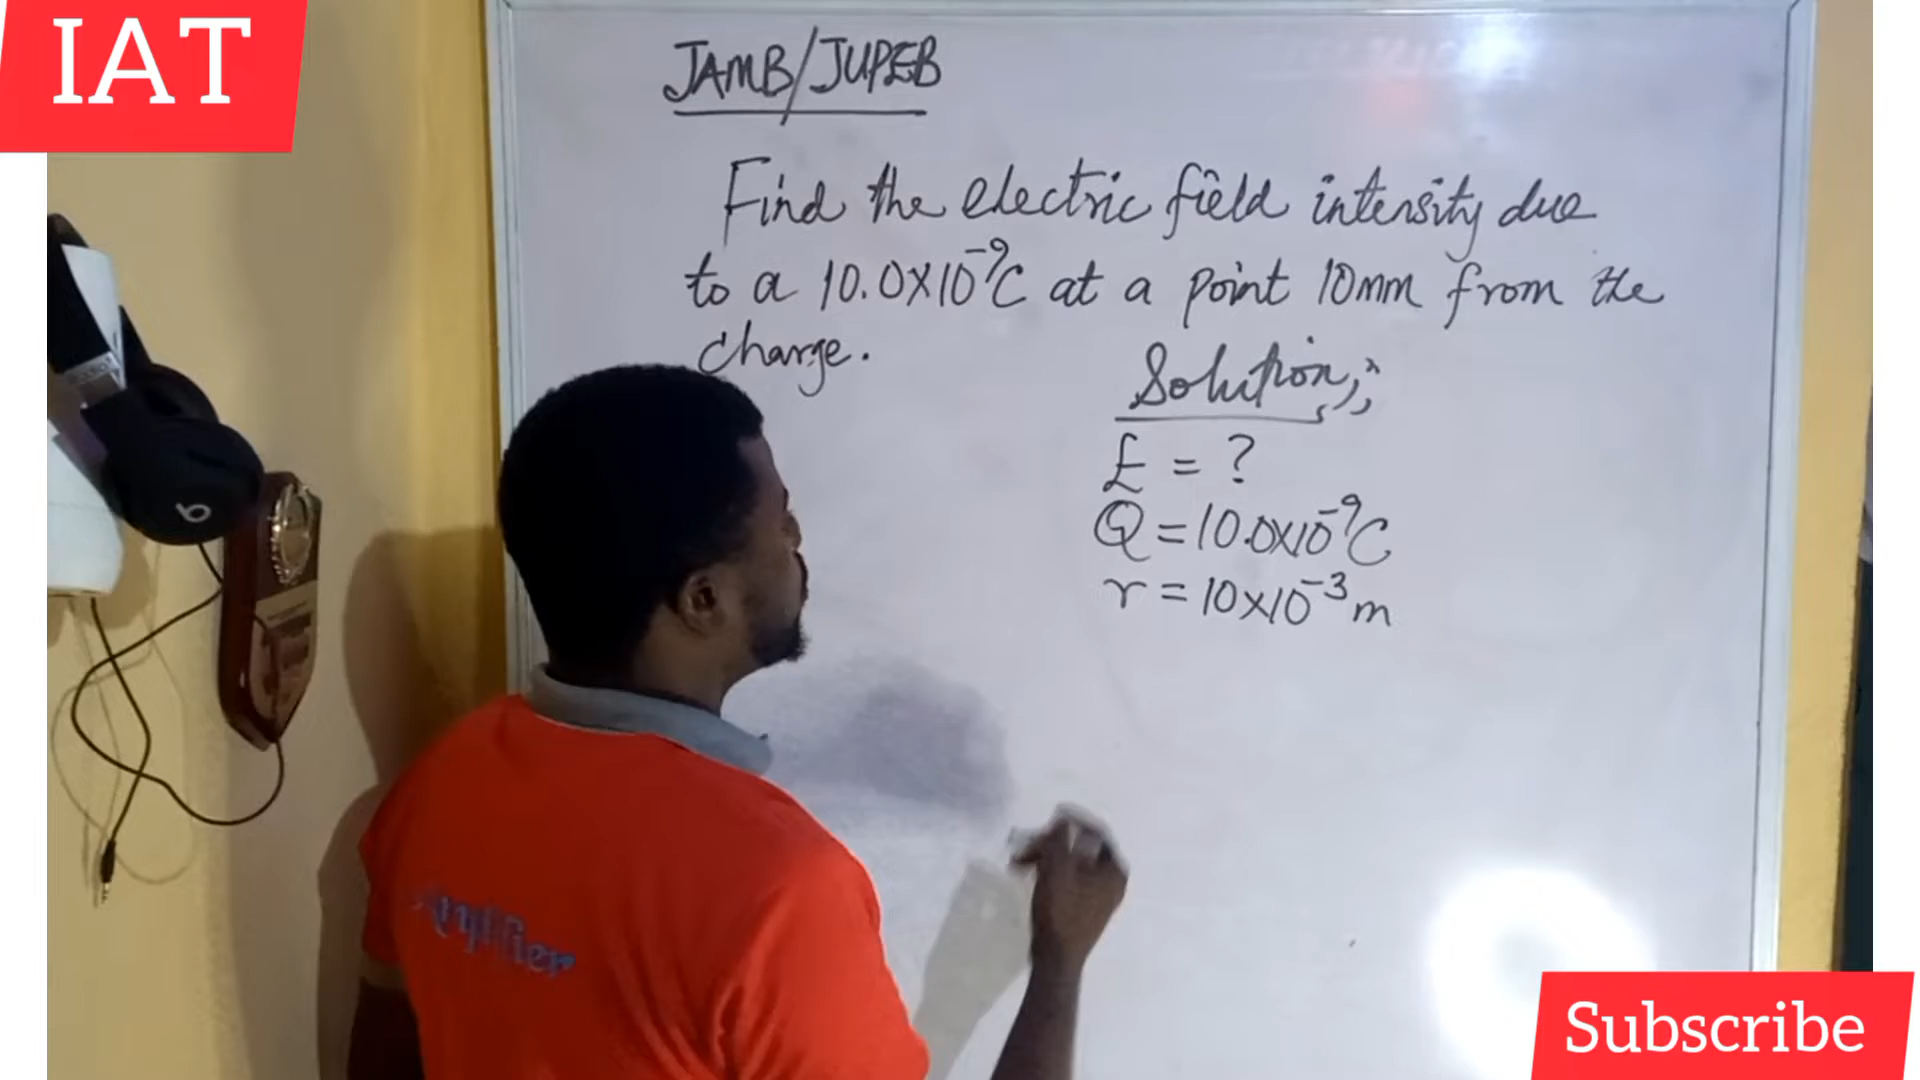 IAT
JAMB/JUPEB
Find the electric field intensity due
to a 10.0X10⁻⁹C at a point 10mm from the
charge.
Solution;;
E = ?
Q = 10.0X10⁻⁹C
r = 10X10⁻³m
b
Amplifier
Subscribe